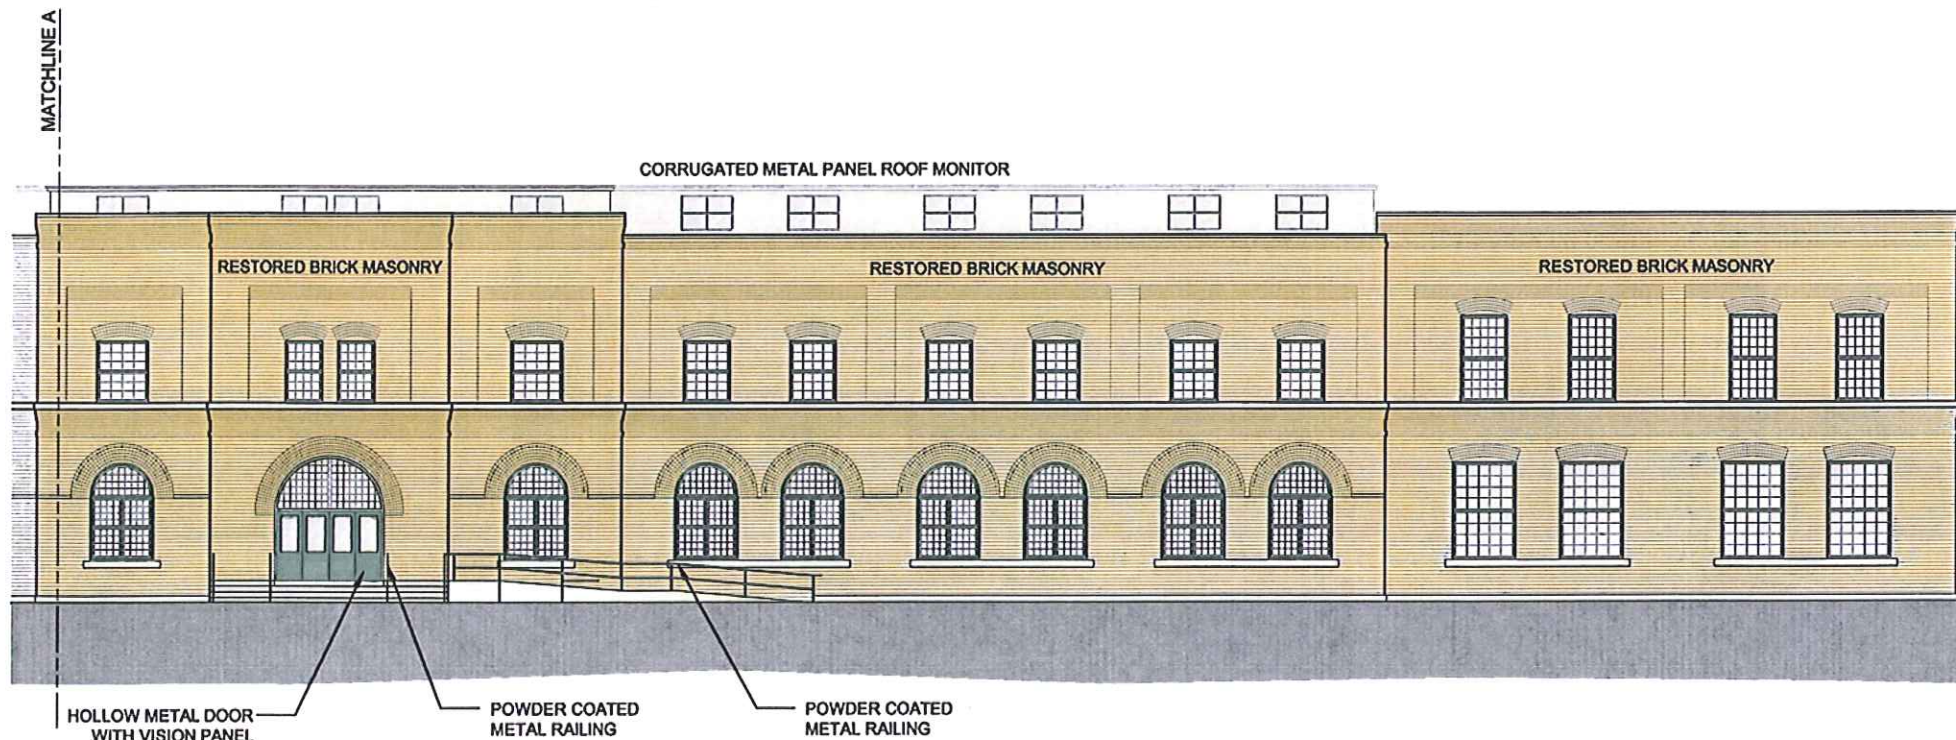 MATCHLINE A
CORRUGATED METAL PANEL ROOF MONITOR
RESTORED BRICK MASONRY
RESTORED BRICK MASONRY
RESTORED BRICK MASONRY
HOLLOW METAL DOOR
WITH VISION PANEL
POWDER COATED
METAL RAILING
POWDER COATED
METAL RAILING